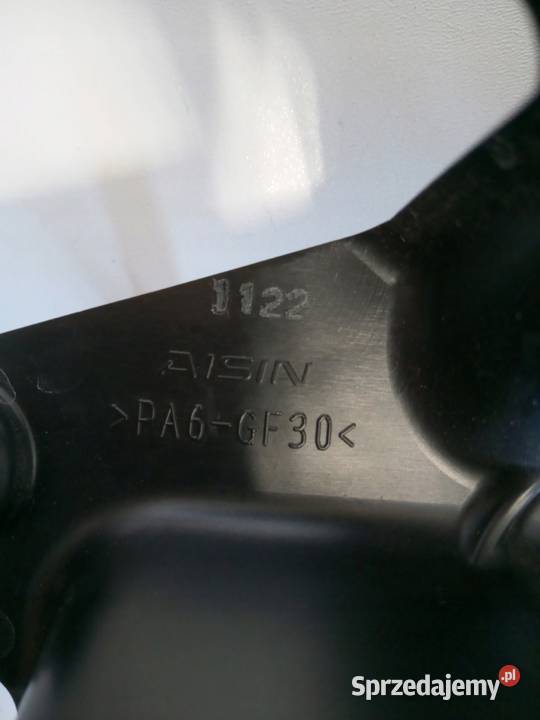 J122
AISIN
>PA6-GF30<
Sprzedajemy.pl